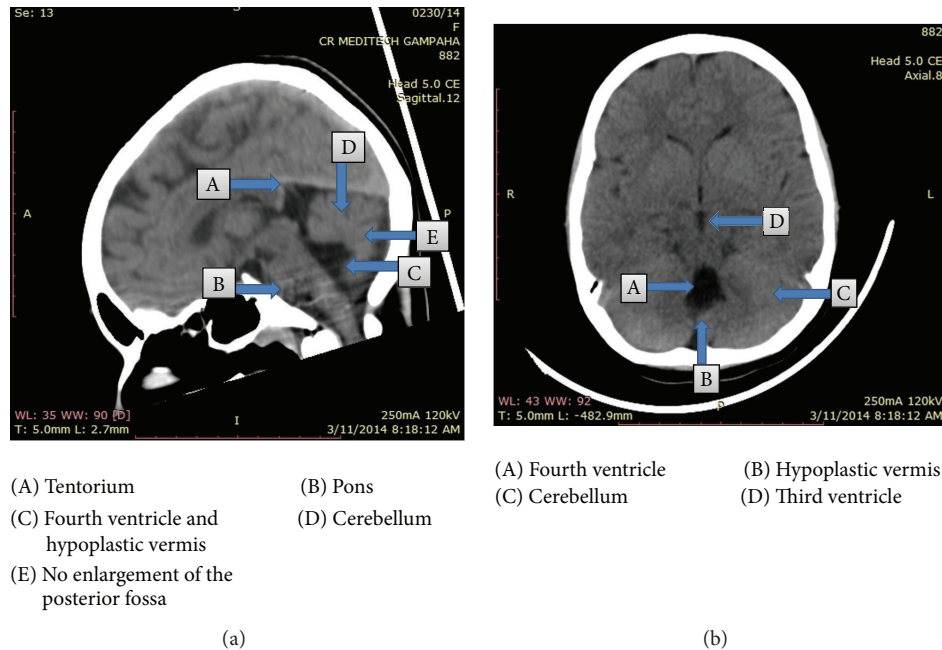 Se: 13
S
0230/14
F
CR MEDITECH GAMPAHA
882
Head 5.0 CE
Sagittal.12
D
A
A
P
E
C
B
WL: 35 WW: 90 [D]
T: 5.0mm L: 2.7mm
I
250mA 120kV
3/11/2014 8:18:12 AM
882
Head 5.0 CE
Axial.8
R
L
D
A
C
B
WL: 43 WW: 92
T: 5.0mm L: -482.9mm
P
250mA 120kV
3/11/2014 8:18:12 AM
(A) Tentorium
(B) Pons
(C) Fourth ventricle and
hypoplastic vermis
(D) Cerebellum
(E) No enlargement of the
posterior fossa
(a)
(A) Fourth ventricle
(B) Hypoplastic vermis
(C) Cerebellum
(D) Third ventricle
(b)